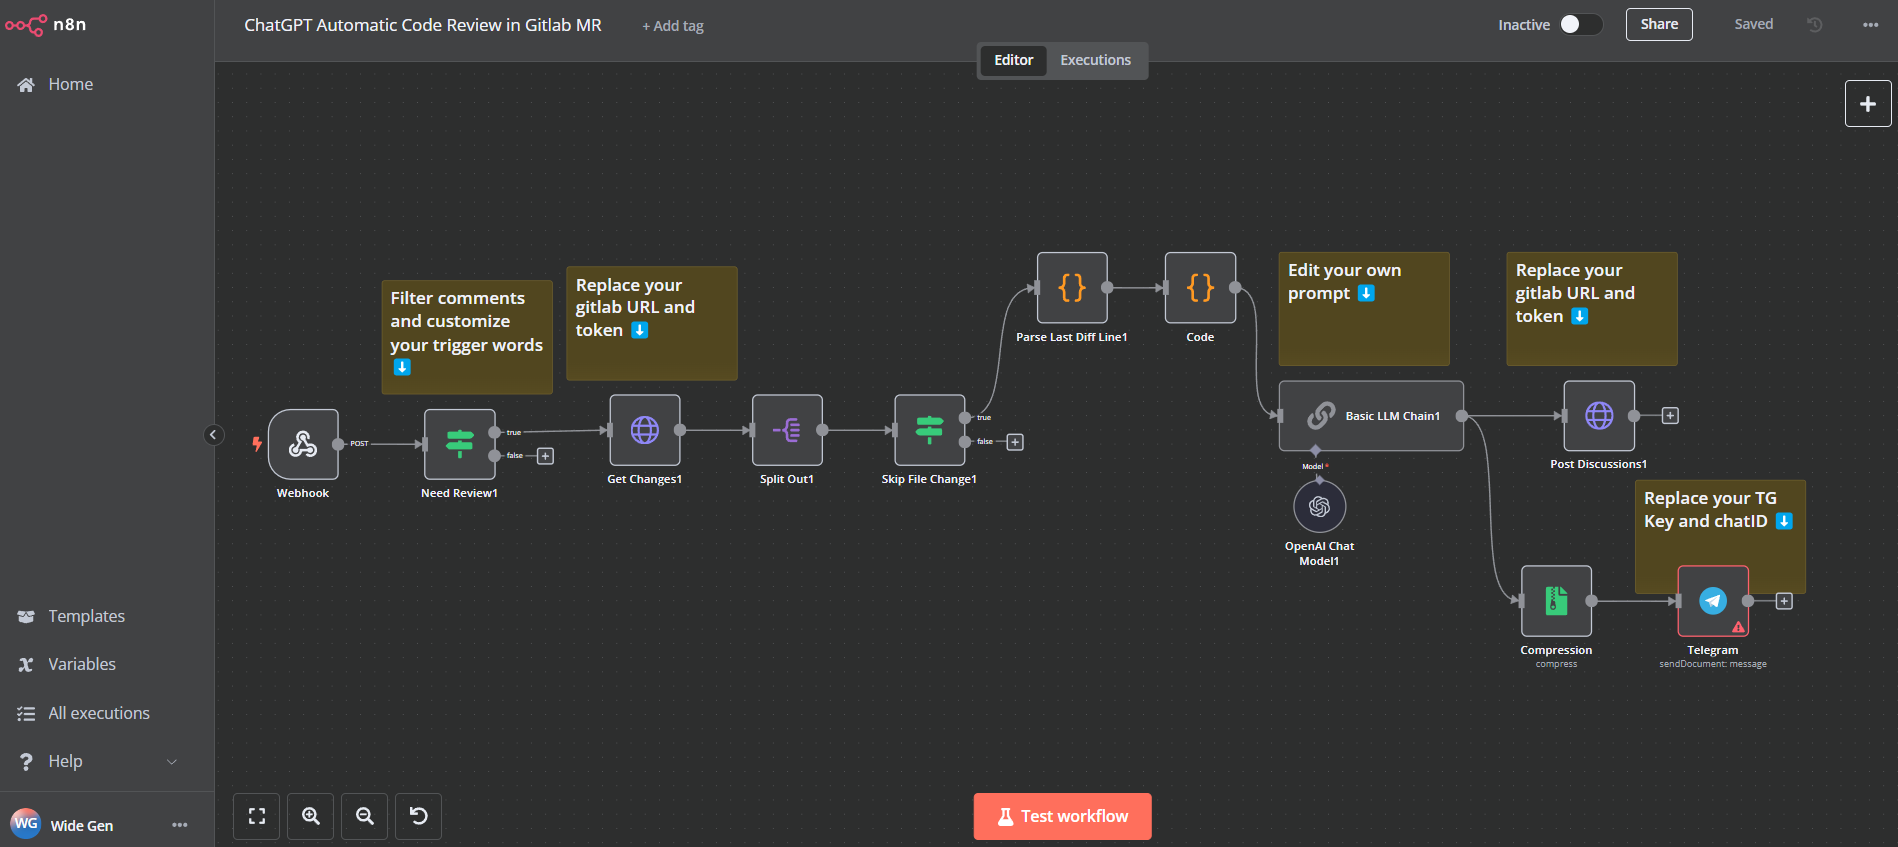 n8n
ChatGPT Automatic Code Review in Gitlab MR
+ Add tag
Inactive
Share
Saved
Editor
Executions
Home
Filter comments
and customize
your trigger words
Replace your
gitlab URL and
token
Edit your own
prompt
Replace your
gitlab URL and
token
Parse Last Diff Line1
Code
Webhook
POST
Need Review1
true
false
Get Changes1
Split Out1
Skip File Change1
true
false
Basic LLM Chain1
Model *
OpenAI Chat
Model1
Post Discussions1
Replace your TG
Key and chatID
Compression
compress
Telegram
sendDocument: message
Templates
Variables
All executions
Help
WG
Wide Gen
Test workflow